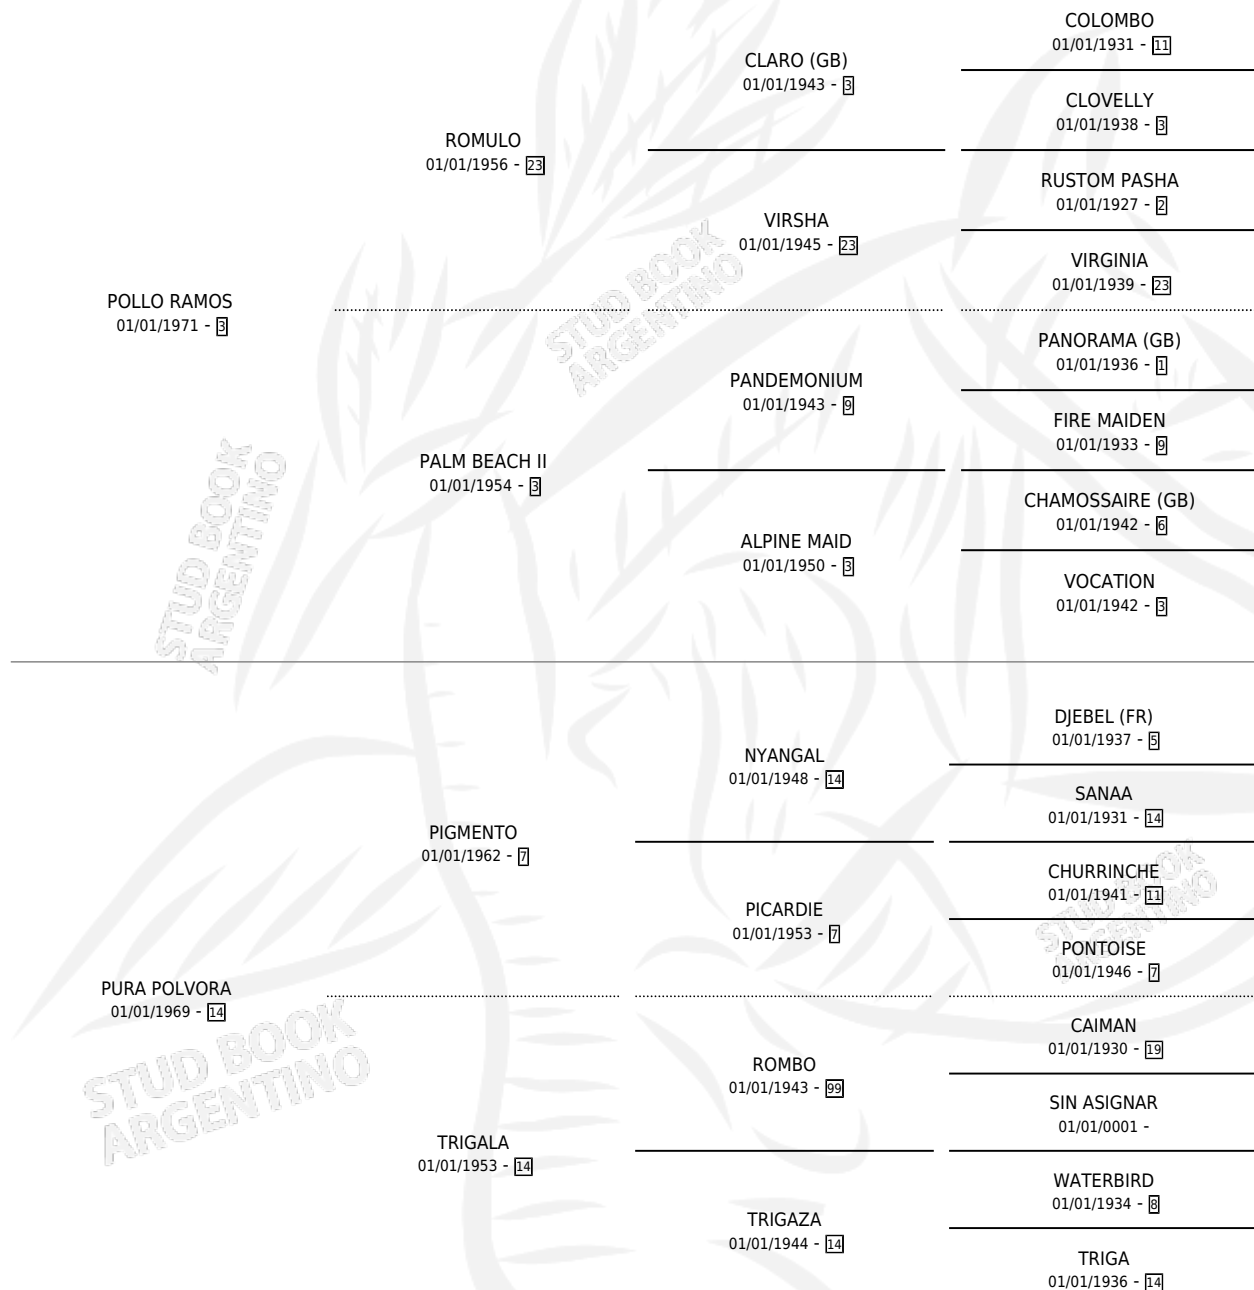 COLOMBO
01/01/1931 - 11
CLARO (GB)
01/01/1943 - 3
CLOVELLY
01/01/1938 - 3
ROMULO
01/01/1956 - 23
RUSTOM PASHA
01/01/1927 - 2
VIRSHA
01/01/1945 - 23
VIRGINIA
01/01/1939 - 23
POLLO RAMOS
01/01/1971 - 3
PANORAMA (GB)
01/01/1936 - 1
PANDEMONIUM
01/01/1943 - 9
FIRE MAIDEN
01/01/1933 - 9
PALM BEACH II
01/01/1954 - 3
CHAMOSSAIRE (GB)
01/01/1942 - 6
ALPINE MAID
01/01/1950 - 3
VOCATION
01/01/1942 - 3
DJEBEL (FR)
01/01/1937 - 5
NYANGAL
01/01/1948 - 14
SANAA
01/01/1931 - 14
PIGMENTO
01/01/1962 - 7
CHURRINCHE
01/01/1941 - 11
PICARDIE
01/01/1953 - 7
PONTOISE
01/01/1946 - 7
PURA POLVORA
01/01/1969 - 14
CAIMAN
01/01/1930 - 19
ROMBO
01/01/1943 - 99
SIN ASIGNAR
01/01/0001 -
TRIGALA
01/01/1953 - 14
WATERBIRD
01/01/1934 - 8
TRIGAZA
01/01/1944 - 14
TRIGA
01/01/1936 - 14
STUD BOOK
ARGENTINO
STUD BOOK
ARGENTINO
STUD BOOK
ARGENTINO
STUD BOOK
ARGENTINO